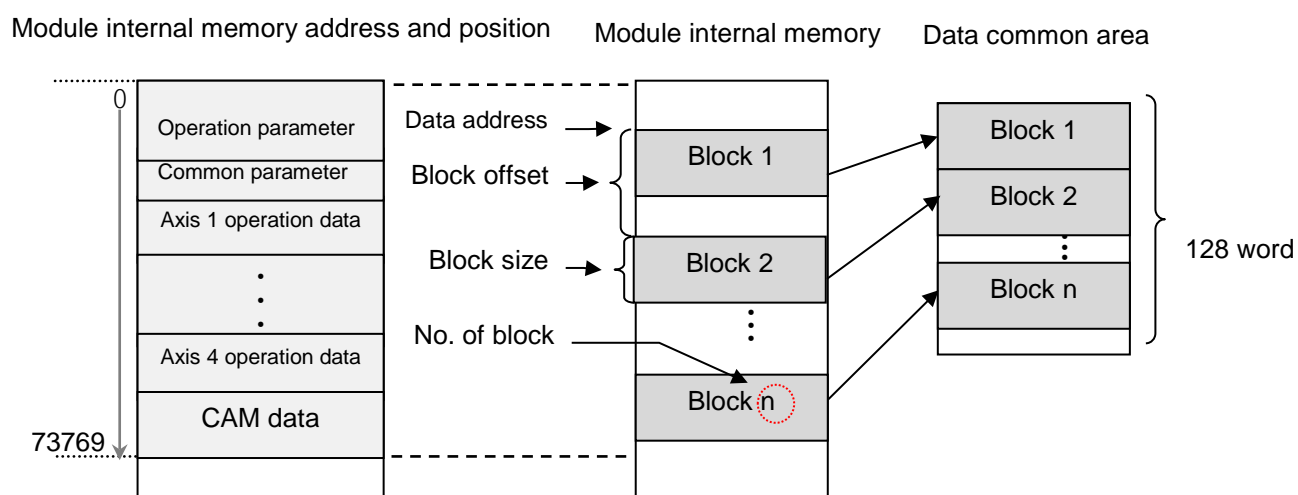 Module internal memory address and position
Module internal memory
Data common area
0
Operation parameter
Common parameter
Axis 1 operation data
Axis 4 operation data
CAM data
73769
Data address
Block offset
Block size
No. of block
Block 1
Block 2
Block n
Block 1
Block 2
Block n
128 word